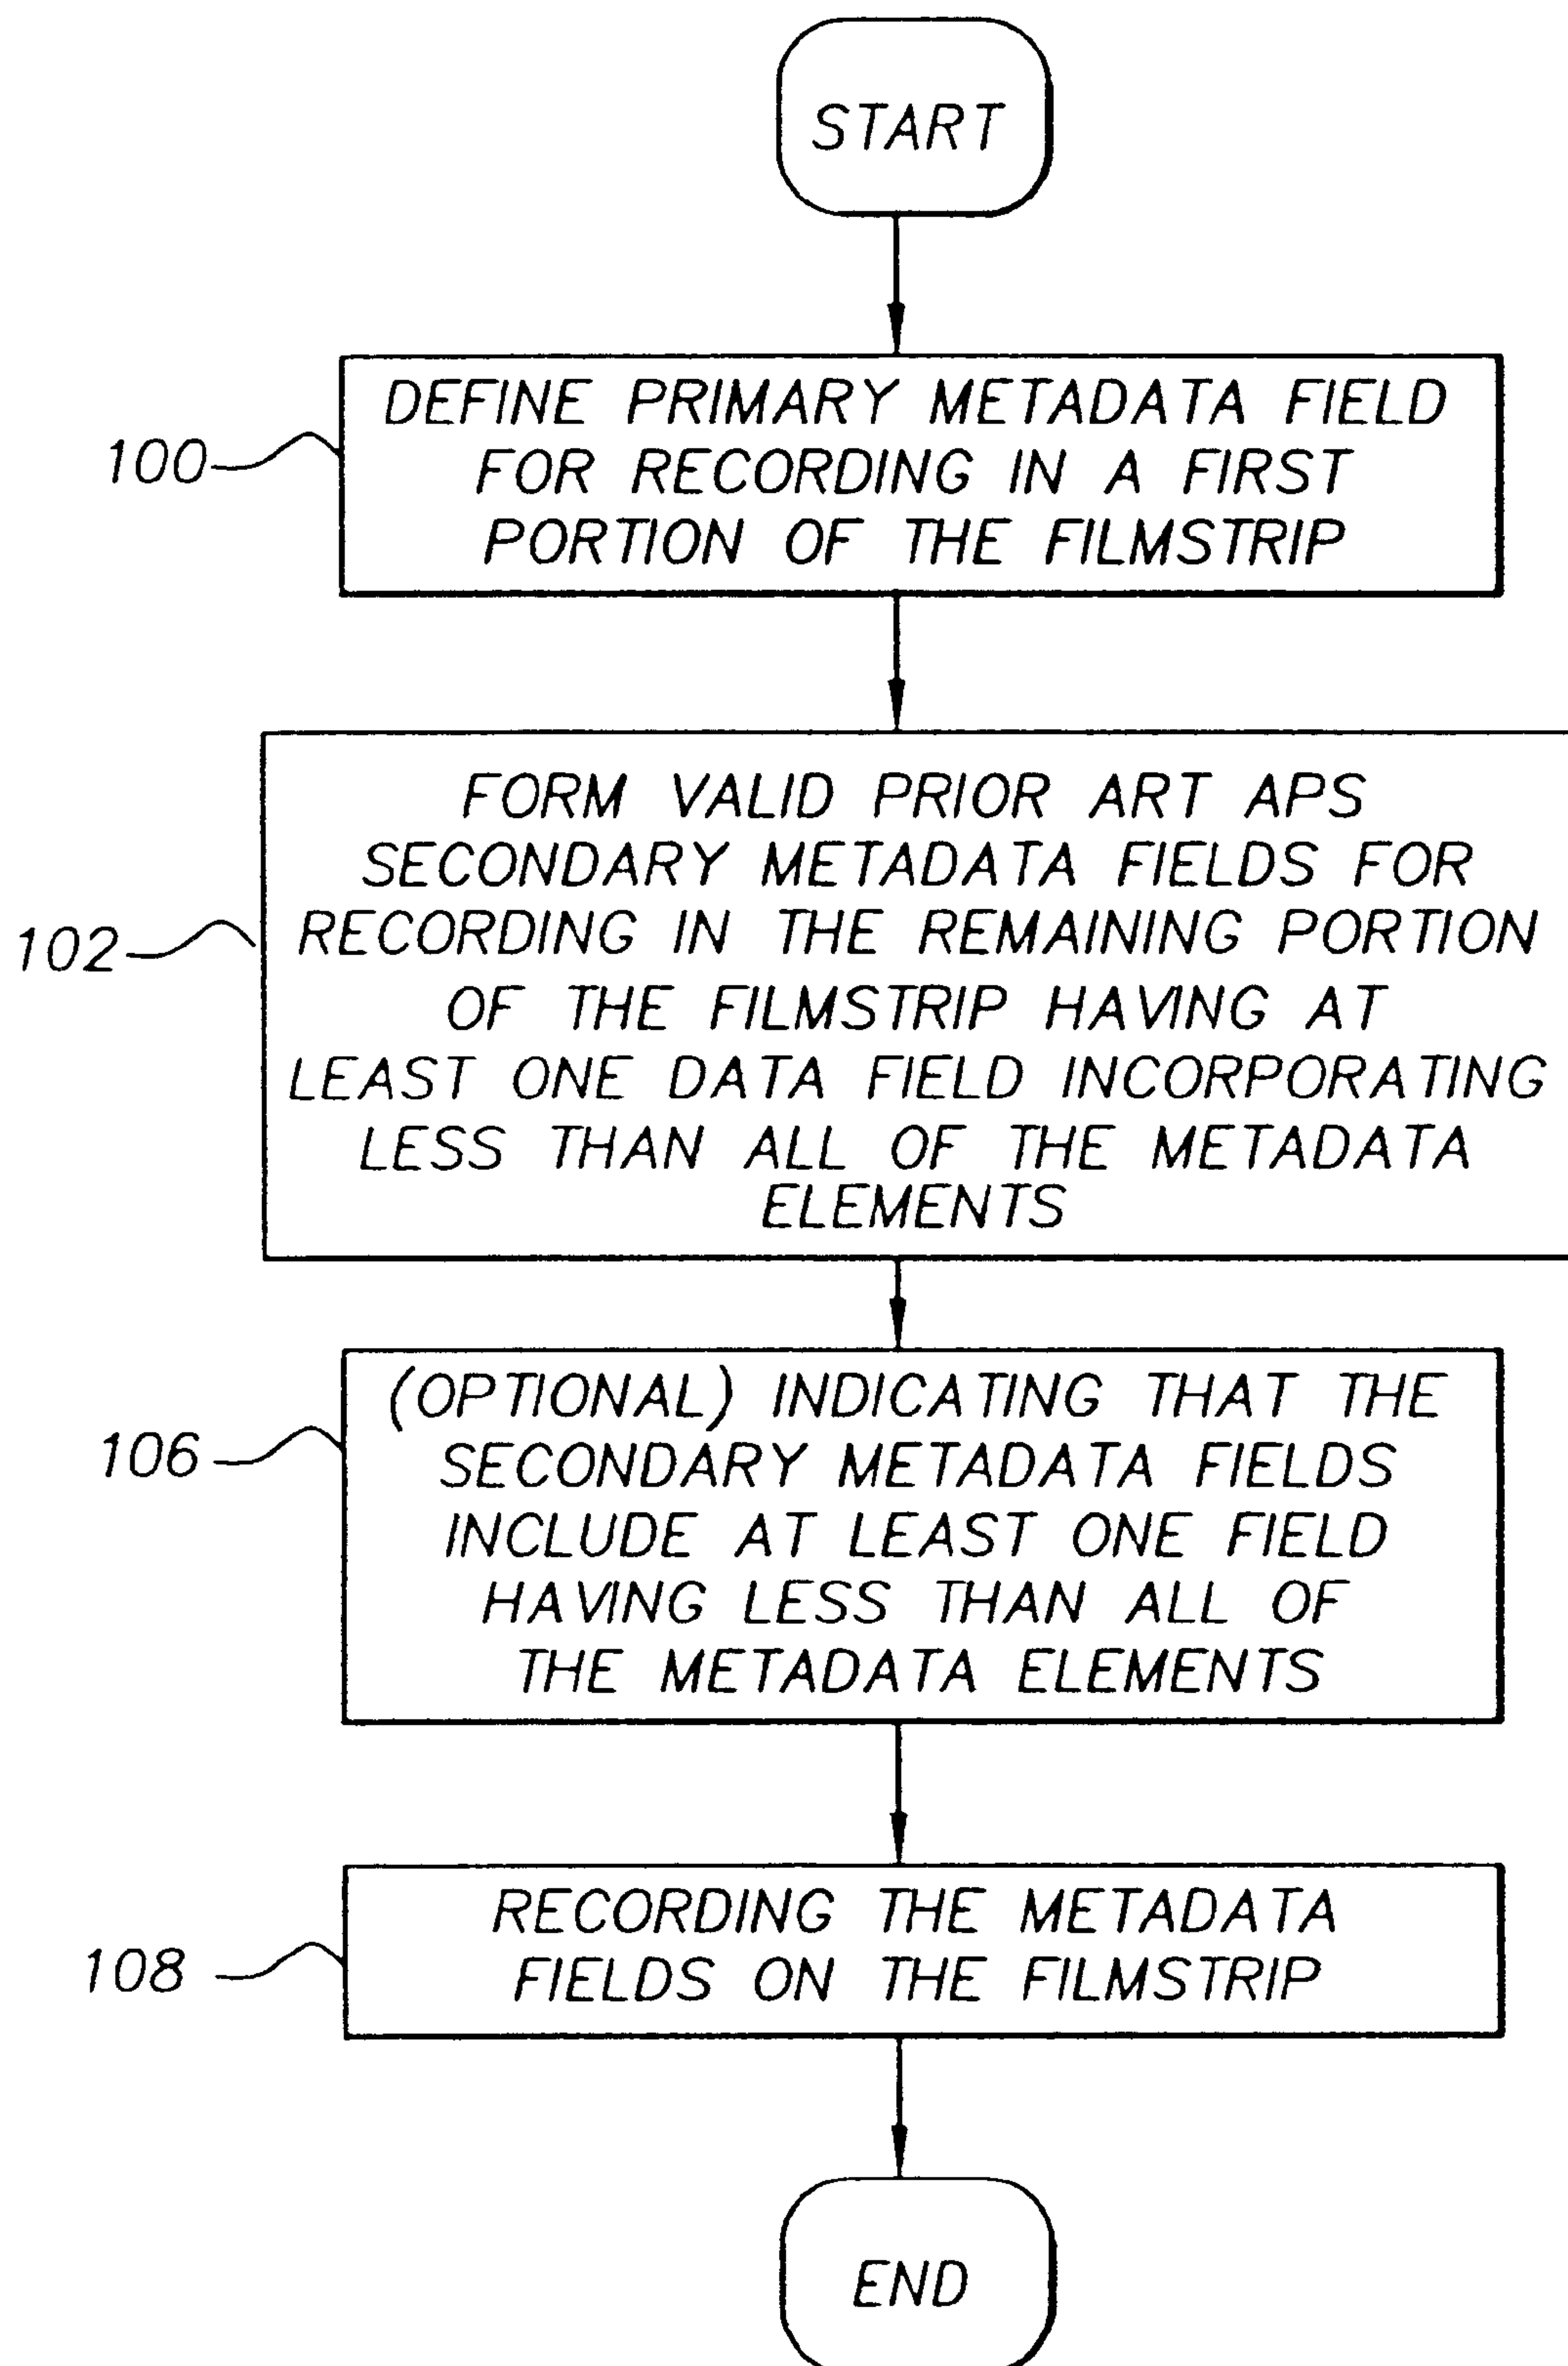 START
DEFINE PRIMARY METADATA FIELD
FOR RECORDING IN A FIRST
PORTION OF THE FILMSTRIP
100
FORM VALID PRIOR ART APS
SECONDARY METADATA FIELDS FOR
RECORDING IN THE REMAINING PORTION
OF THE FILMSTRIP HAVING AT
LEAST ONE DATA FIELD INCORPORATING
LESS THAN ALL OF THE METADATA
ELEMENTS
102
(OPTIONAL) INDICATING THAT THE
SECONDARY METADATA FIELDS
INCLUDE AT LEAST ONE FIELD
HAVING LESS THAN ALL OF
THE METADATA ELEMENTS
106
RECORDING THE METADATA
FIELDS ON THE FILMSTRIP
108
END